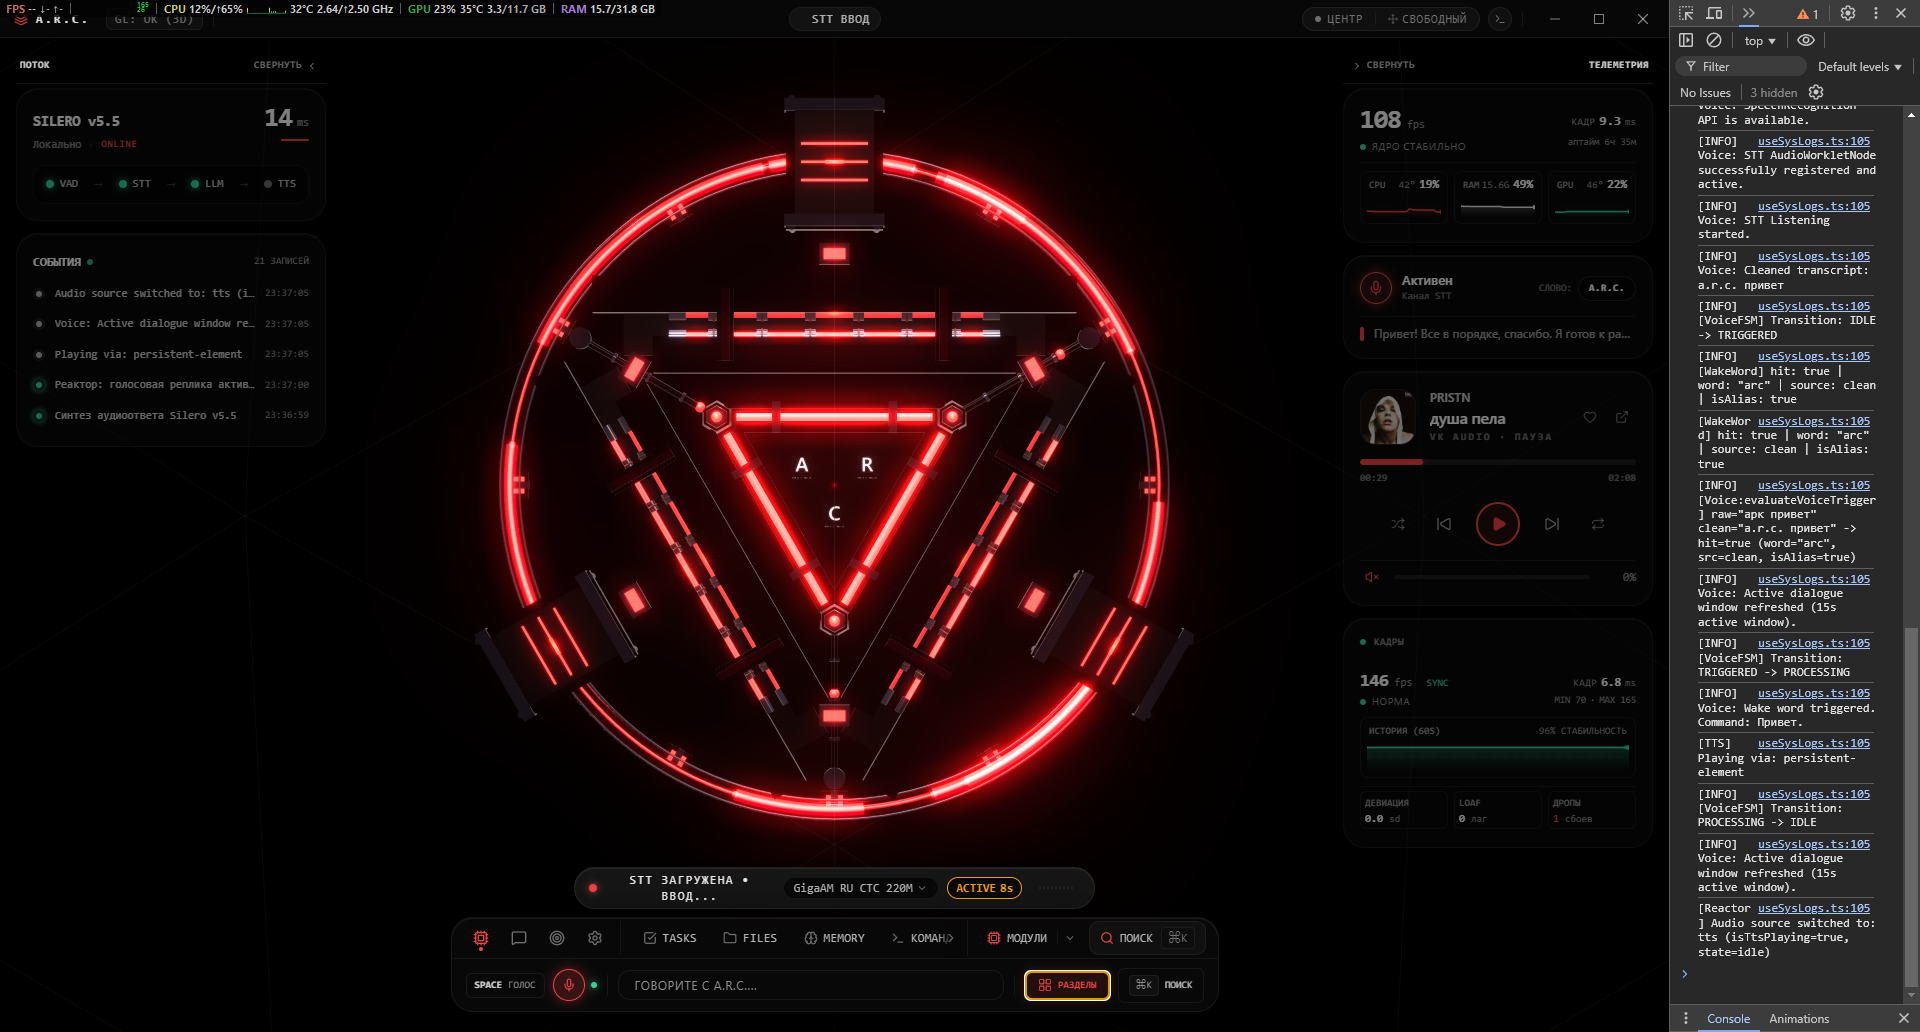 FPS -- ↓- ↑- | CPU 12%/↑65% 32°C 2.64/↑2.50 GHz | GPU 23% 35°C 3.3/11.7 GB | RAM 15.7/31.8 GB
A.R.C. GL: OK (3D)
STT ВВОД
ЦЕНТР СВОБОДНЫЙ
ПОТОК СВЕРНУТЬ
SILERO v5.5 14 ms
Локально · ONLINE
VAD → STT → LLM → TTS
СОБЫТИЯ 21 ЗАПИСЕЙ
Audio source switched to: tts (i… 23:37:05
Voice: Active dialogue window re… 23:37:05
Playing via: persistent-element 23:37:05
Реактор: голосовая реплика актив… 23:37:00
Синтез аудиоответа Silero v5.5 23:36:59
A R
C
СВЕРНУТЬ ТЕЛЕМЕТРИЯ
108 fps КАДР 9.3 ms
ЯДРО СТАБИЛЬНО аптайм 6ч 35м
CPU 42° 19% RAM 15.6G 49% GPU 46° 22%
Активен
Канал STT
СЛОВО: A.R.C.
Привет! Все в порядке, спасибо. Я готов к ра…
PRISTN
душа пела
VK AUDIO · ПАУЗА
00:29 02:08
0%
КАДРЫ
146 fps SYNC КАДР 6.8 ms
НОРМА MIN 70 · MAX 165
ИСТОРИЯ (60S) 96% СТАБИЛЬНОСТЬ
ДЕВИАЦИЯ LOAF ДРОПЫ
0.0 sd 0 лаг 1 сбоев
STT ЗАГРУЖЕНА •
ВВОД...
GigaAM RU CTC 220M ACTIVE 8s
TASKS FILES MEMORY КОМАН МОДУЛИ ПОИСК ⌘K
SPACE ГОЛОС ГОВОРИТЕ С A.R.C.... РАЗДЕЛЫ ⌘K ПОИСК
1
top
Filter Default levels
No Issues 3 hidden
Voice: SpeechRecognition
API is available.
[INFO] useSysLogs.ts:105
Voice: STT AudioWorkletNode
successfully registered and
active.
[INFO] useSysLogs.ts:105
Voice: STT Listening
started.
[INFO] useSysLogs.ts:105
Voice: Cleaned transcript:
a.r.c. привет
[INFO] useSysLogs.ts:105
[VoiceFSM] Transition: IDLE
-> TRIGGERED
[INFO] useSysLogs.ts:105
[WakeWord] hit: true |
word: "arc" | source: clean
| isAlias: true
[WakeWor useSysLogs.ts:105
d] hit: true | word: "arc"
| source: clean | isAlias:
true
[INFO] useSysLogs.ts:105
[Voice:evaluateVoiceTrigger
] raw="арк привет"
clean="a.r.c. привет" ->
hit=true (word="arc",
src=clean, isAlias=true)
[INFO] useSysLogs.ts:105
Voice: Active dialogue
window refreshed (15s
active window).
[INFO] useSysLogs.ts:105
[VoiceFSM] Transition:
TRIGGERED -> PROCESSING
[INFO] useSysLogs.ts:105
Voice: Wake word triggered.
Command: Привет.
[TTS] useSysLogs.ts:105
Playing via: persistent-
element
[INFO] useSysLogs.ts:105
[VoiceFSM] Transition:
PROCESSING -> IDLE
[INFO] useSysLogs.ts:105
Voice: Active dialogue
window refreshed (15s
active window).
[Reactor useSysLogs.ts:105
] Audio source switched to:
tts (isTtsPlaying=true,
state=idle)
Console Animations